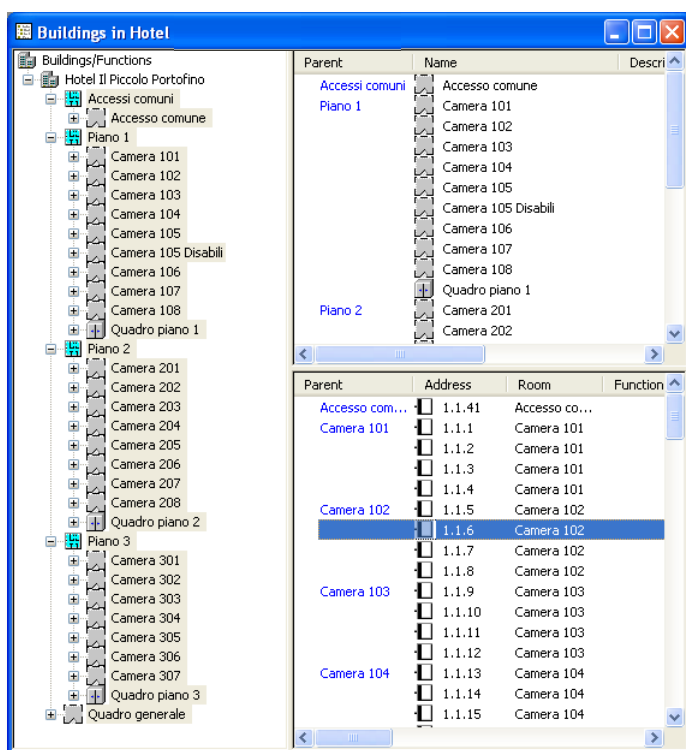 Buildings in Hotel
Buildings/Functions
Hotel Il Piccolo Portofino
Accessi comuni
Accesso comune
Piano 1
Camera 101
Camera 102
Camera 103
Camera 104
Camera 105
Camera 105 Disabili
Camera 106
Camera 107
Camera 108
Quadro piano 1
Piano 2
Camera 201
Camera 202
Camera 203
Camera 204
Camera 205
Camera 206
Camera 207
Camera 208
Quadro piano 2
Piano 3
Camera 301
Camera 302
Camera 303
Camera 304
Camera 305
Camera 306
Camera 307
Quadro piano 3
Quadro generale
Parent Name Descri
Accessi comuni Accesso comune
Piano 1 Camera 101
Camera 102
Camera 103
Camera 104
Camera 105
Camera 105 Disabili
Camera 106
Camera 107
Camera 108
Quadro piano 1
Piano 2 Camera 201
Camera 202
Parent Address Room Function
Accesso com... 1.1.41 Accesso co...
Camera 101 1.1.1 Camera 101
1.1.2 Camera 101
1.1.3 Camera 101
1.1.4 Camera 101
Camera 102 1.1.5 Camera 102
1.1.6 Camera 102
1.1.7 Camera 102
1.1.8 Camera 102
Camera 103 1.1.9 Camera 103
1.1.10 Camera 103
1.1.11 Camera 103
1.1.12 Camera 103
Camera 104 1.1.13 Camera 104
1.1.14 Camera 104
1.1.15 Camera 104